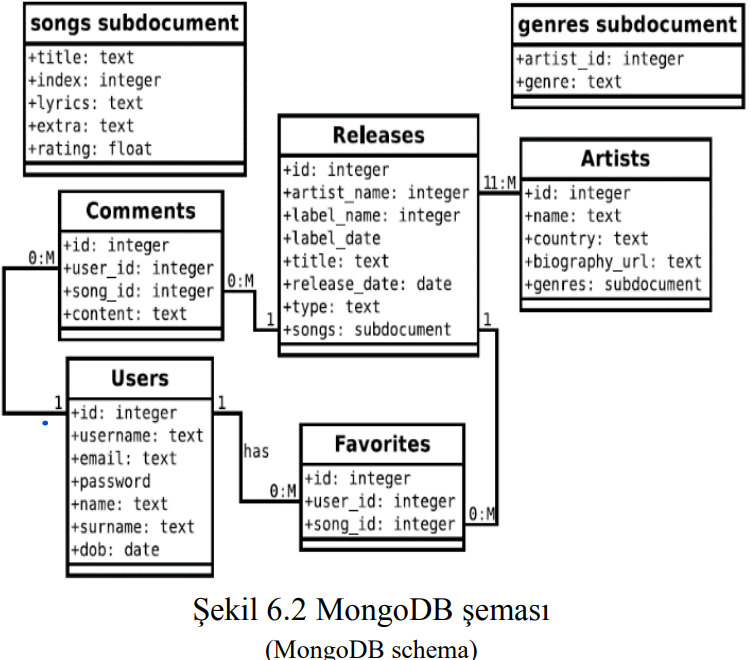 songs subdocument
+title: text
+index: integer
+lyrics: text
+extra: text
+rating: float
genres subdocument
+artist_id: integer
+genre: text
Releases
+id: integer
+artist_name: integer
+label_name: integer
+label_date
+title: text
+release_date: date
+type: text
+songs: subdocument
11:M
Artists
+id: integer
+name: text
+country: text
+biography_url: text
+genres: subdocument
Comments
+id: integer
+user_id: integer
+song_id: integer
+content: text
0:M
0:M
1
1
Users
+id: integer
+username: text
+email: text
+password
+name: text
+surname: text
+dob: date
1
1
has
0:M
Favorites
+id: integer
+user_id: integer
+song_id: integer
0:M
Şekil 6.2 MongoDB şeması
(MongoDB schema)